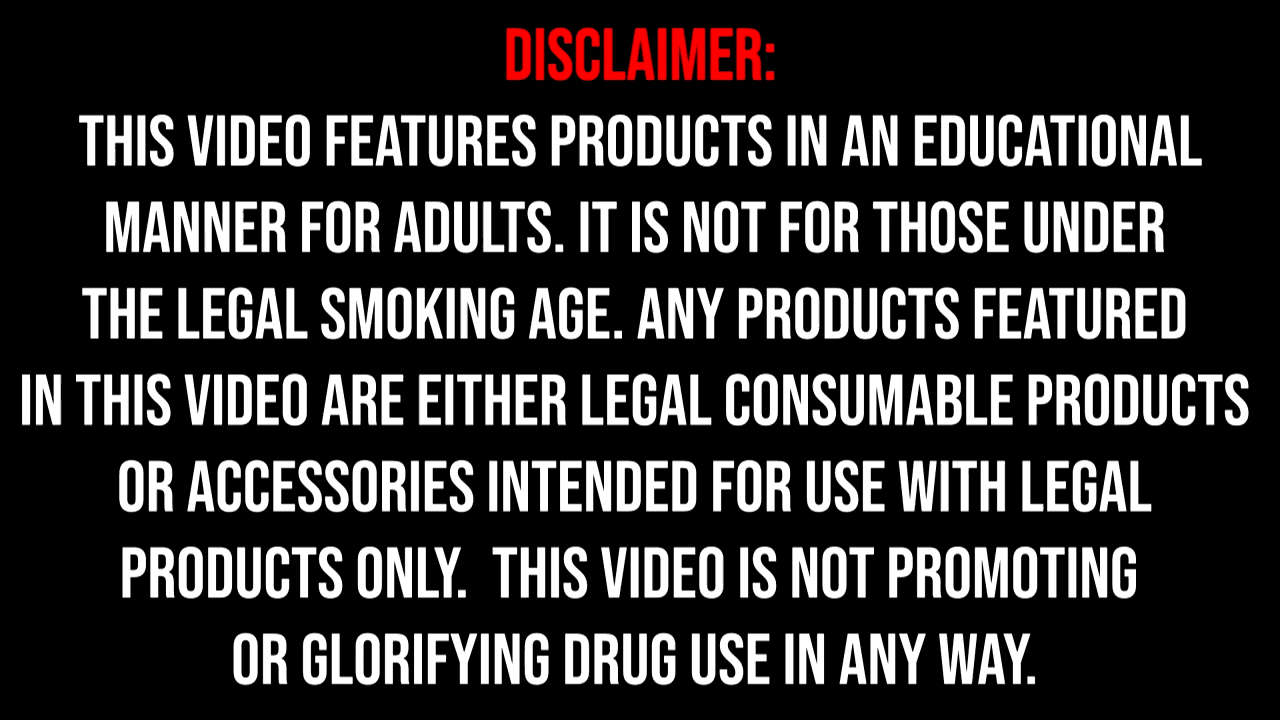 DISCLAIMER:
THIS VIDEO FEATURES PRODUCTS IN AN EDUCATIONAL
MANNER FOR ADULTS. IT IS NOT FOR THOSE UNDER
THE LEGAL SMOKING AGE. ANY PRODUCTS FEATURED
IN THIS VIDEO ARE EITHER LEGAL CONSUMABLE PRODUCTS
OR ACCESSORIES INTENDED FOR USE WITH LEGAL
PRODUCTS ONLY. THIS VIDEO IS NOT PROMOTING
OR GLORIFYING DRUG USE IN ANY WAY.